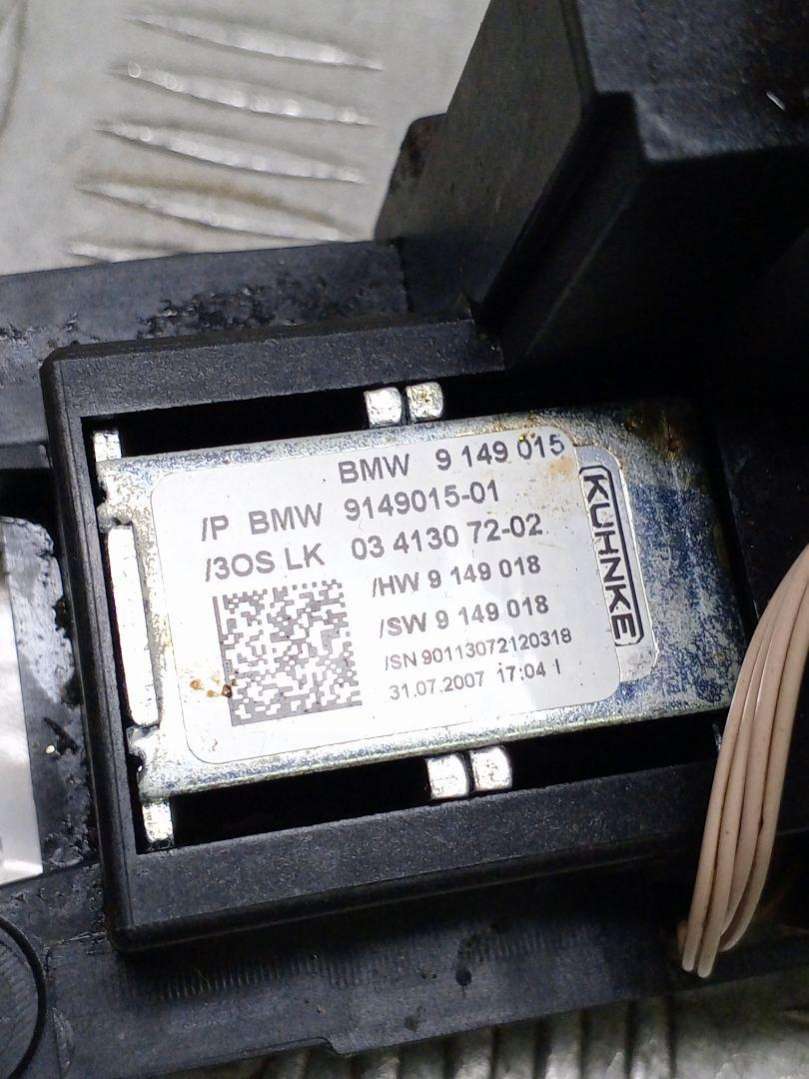 BMW 9 149 015
/P BMW 9149015-01
/3OS LK 03 4130 72-02
/HW 9 149 018
/SW 9 149 018
/SN 90113072120318
31.07.2007 17:04 I
KUHNKE